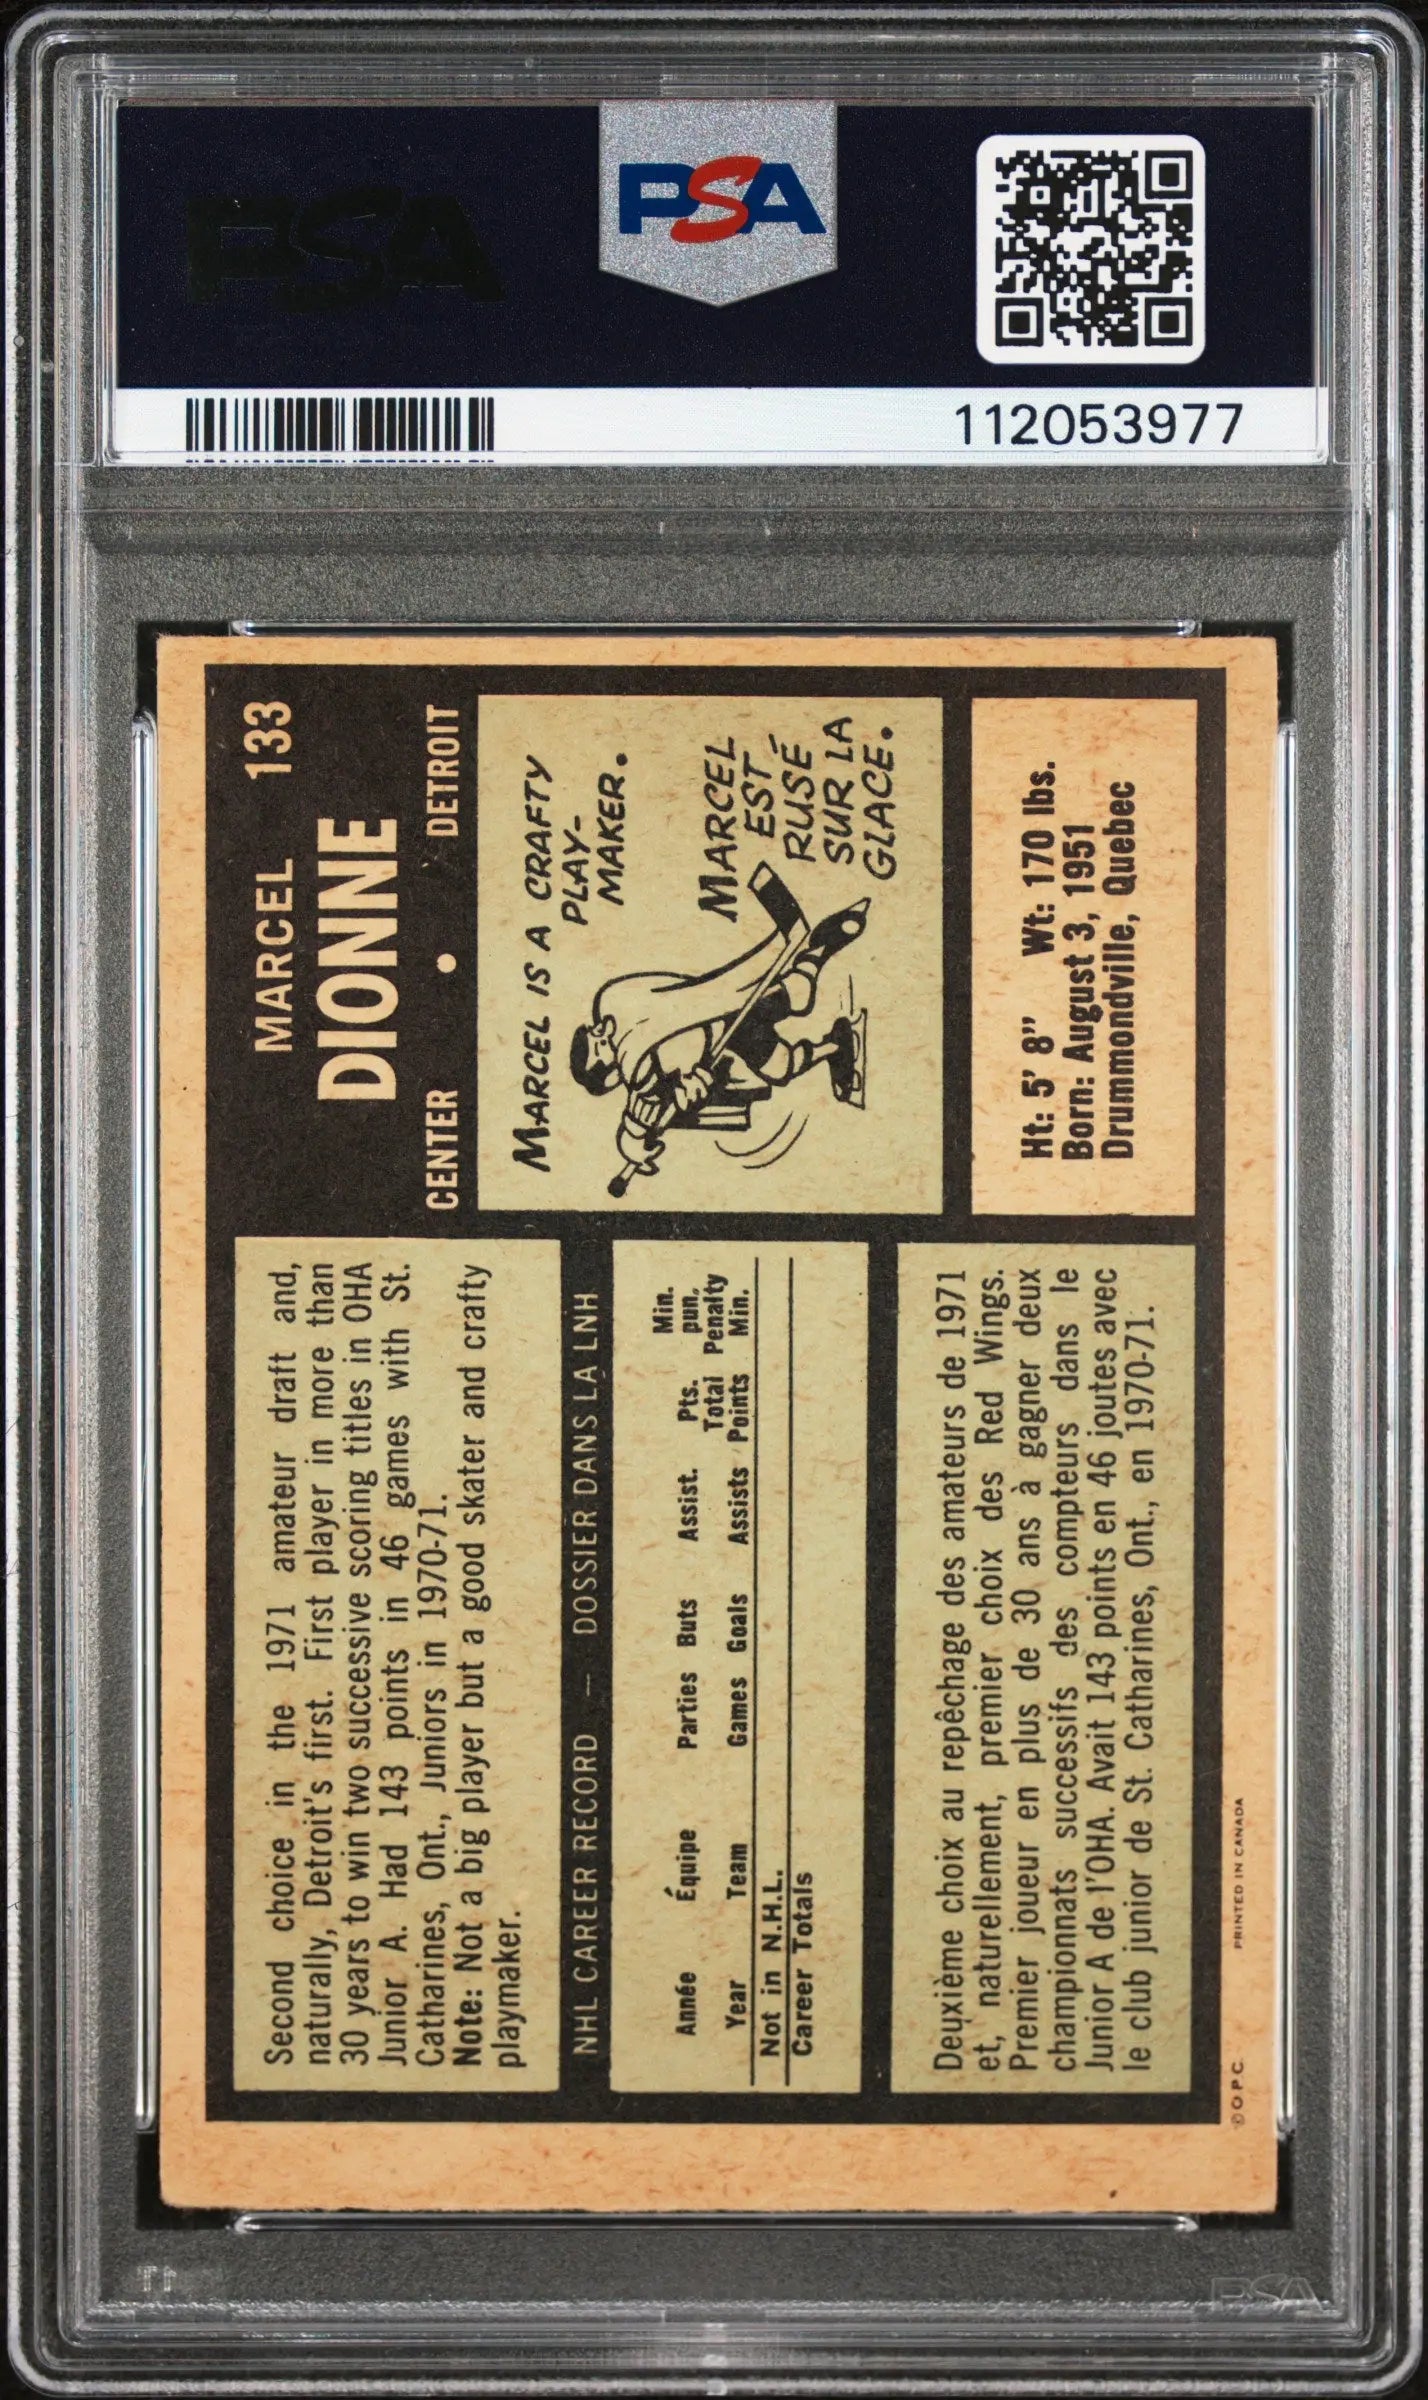 PSA
PSA
112053977
MARCEL 133
DIONNE
CENTER • DETROIT
Second choice in the 1971 amateur draft and,
naturally, Detroit's first. First player in more than
30 years to win two successive scoring titles in OHA
Junior A. Had 143 points in 46 games with St.
Catharines, Ont., Juniors in 1970-71.
Note: Not a big player but a good skater and crafty
playmaker.
MARCEL IS A CRAFTY
PLAY-
MAKER.
MARCEL
EST
RUSÉ
SUR LA
GLACE.
NHL CAREER RECORD — DOSSIER DANS LA LNH
Min.
Pts. pun.
Année Équipe Parties Buts Assist. Total Penalty
Year Team Games Goals Assists Points Min.
Not in N.H.L.
Career Totals
Ht: 5' 8" Wt: 170 lbs.
Born: August 3, 1951
Drummondville, Quebec
Deuxième choix au repêchage des amateurs de 1971
et, naturellement, premier choix des Red Wings.
Premier joueur en plus de 30 ans à gagner deux
championnats successifs des compteurs dans le
Junior A de l'OHA. Avait 143 points en 46 joutes avec
le club junior de St. Catharines, Ont., en 1970-71.
©O.P.C. PRINTED IN CANADA
PSA